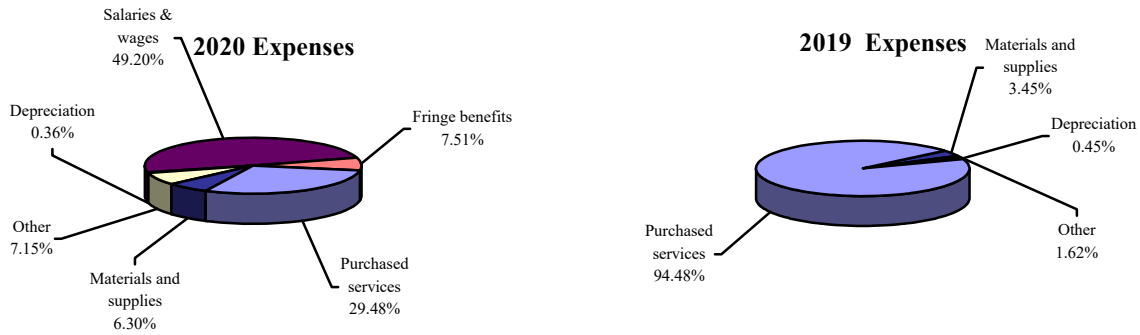 Salaries &
wages
49.20%
2020 Expenses
Depreciation
0.36%
Fringe benefits
7.51%
Other
7.15%
Materials and
supplies
6.30%
Purchased
services
29.48%
2019  Expenses
Materials and
supplies
3.45%
Depreciation
0.45%
Purchased
services
94.48%
Other
1.62%